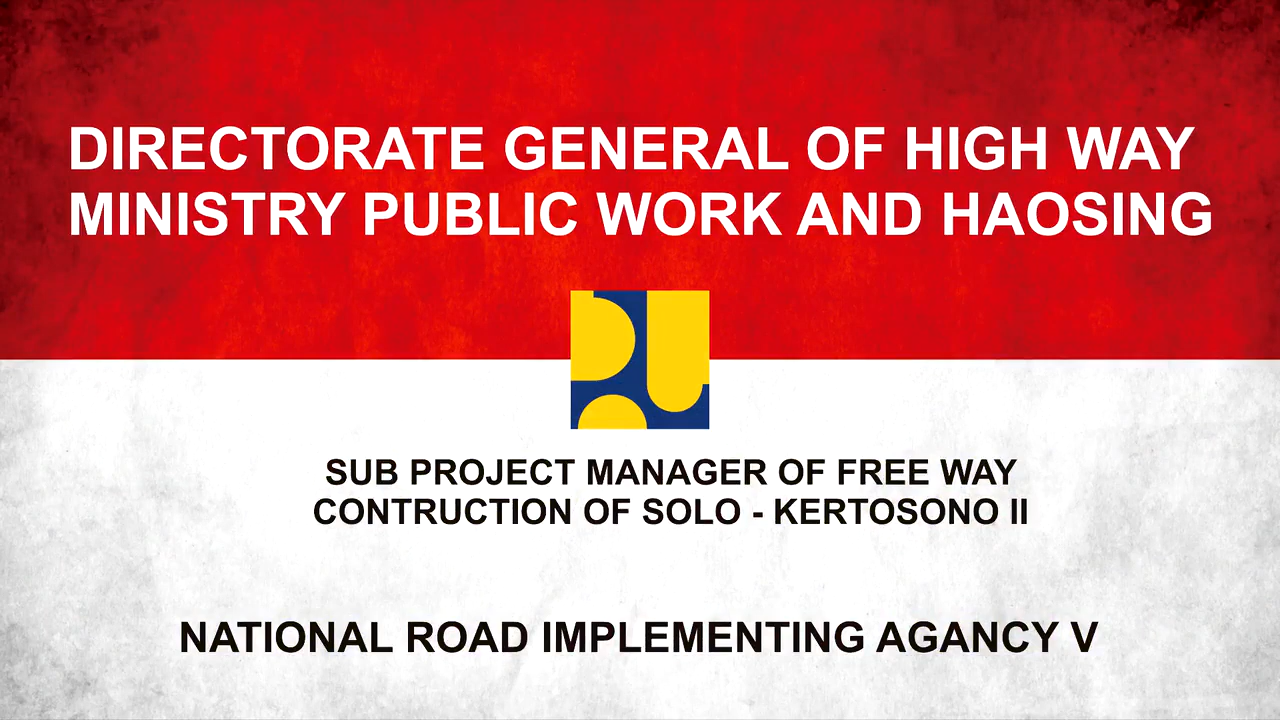 DIRECTORATE GENERAL OF HIGH WAY
MINISTRY PUBLIC WORK AND HAOSING
SUB PROJECT MANAGER OF FREE WAY
CONTRUCTION OF SOLO - KERTOSONO II
NATIONAL ROAD IMPLEMENTING AGANCY V